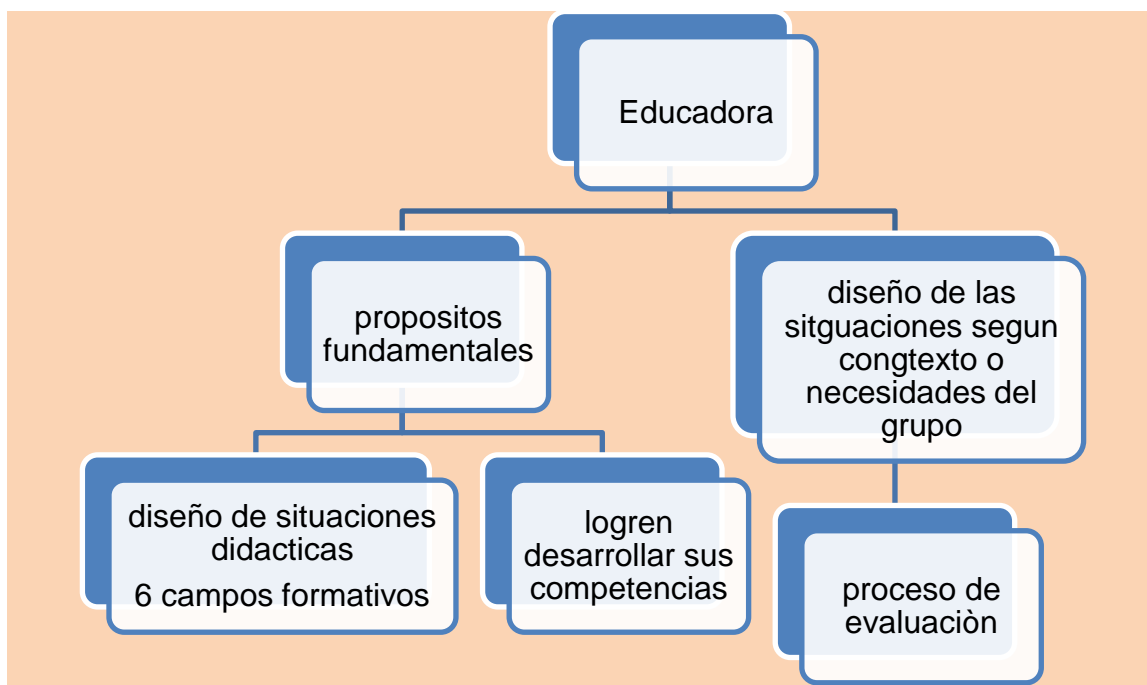 Educadora
propositos
fundamentales
diseño de las
sitguaciones segun
congtexto o
necesidades del
grupo
diseño de situaciones
didacticas
6 campos formativos
logren
desarrollar sus
competencias
proceso de
evaluaciòn